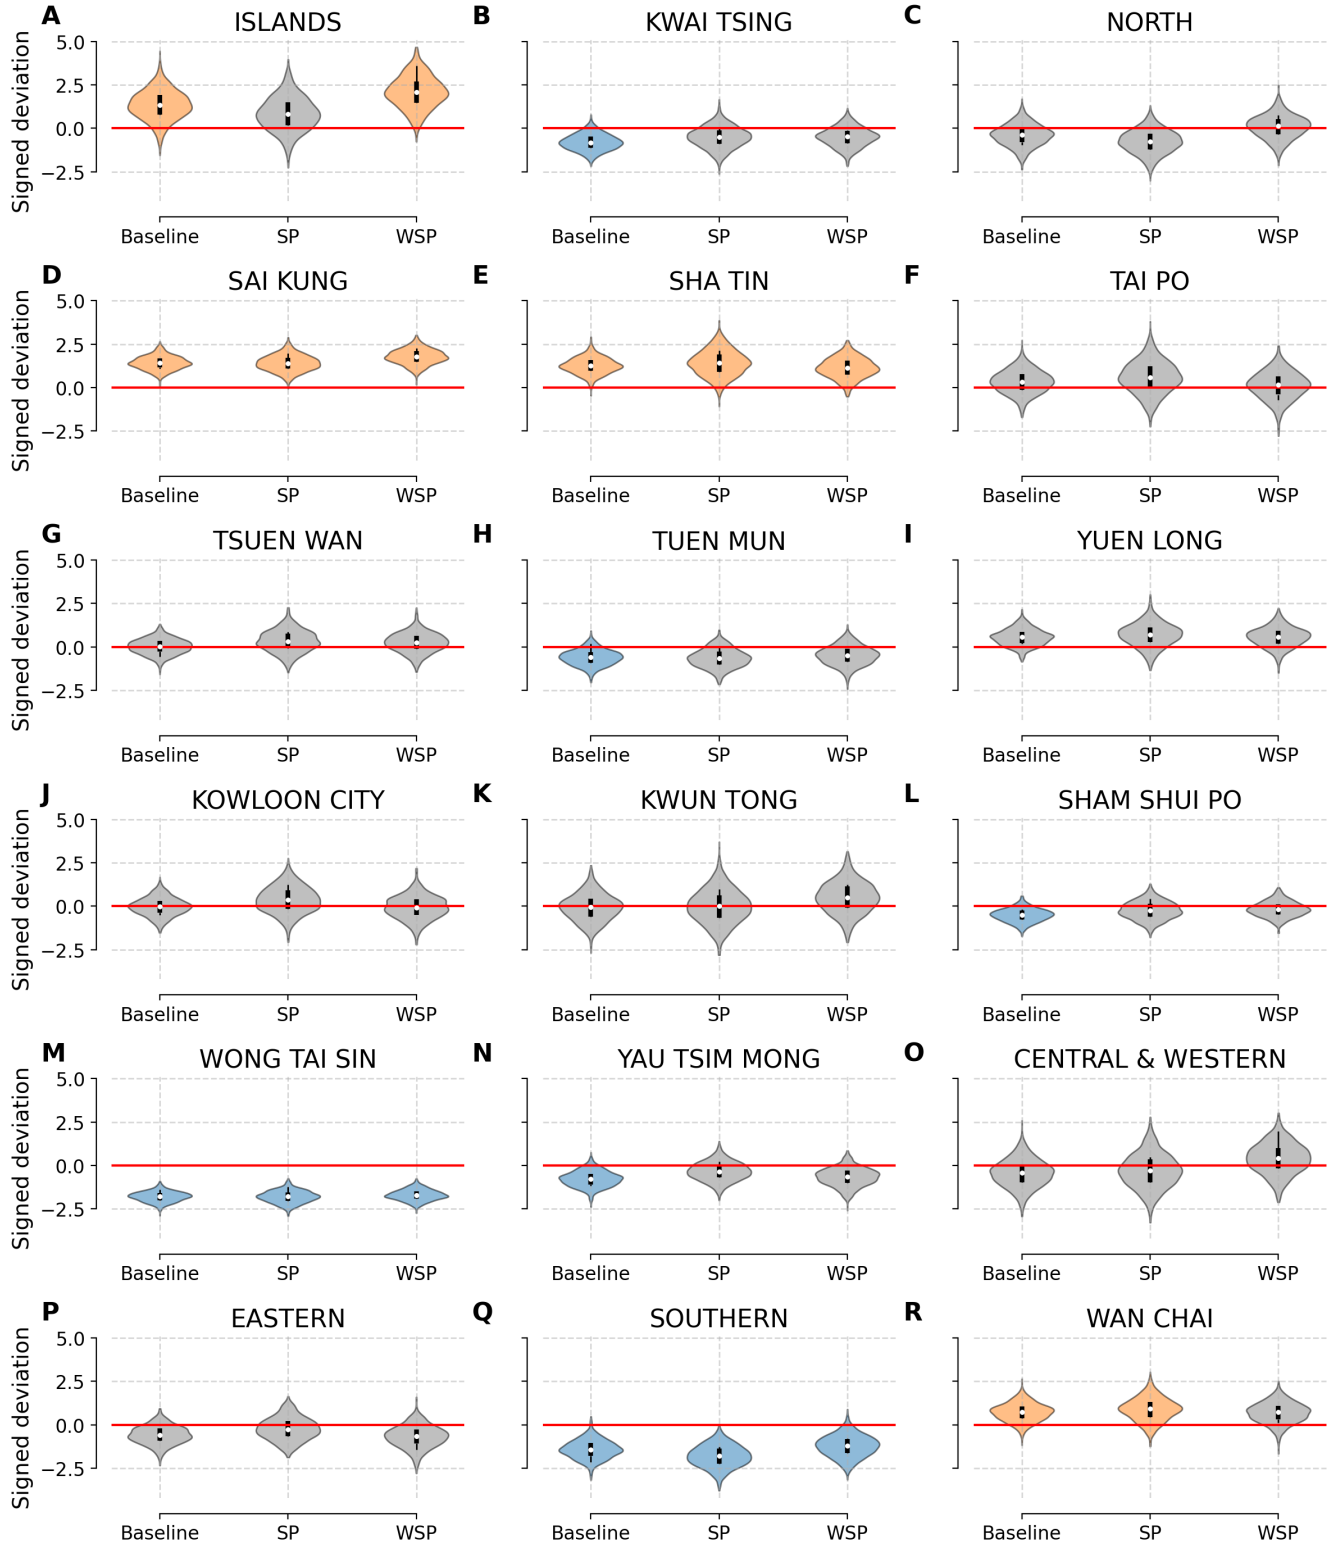 A
ISLANDS
B
KWAI TSING
C
NORTH
Signed deviation
5.0
2.5
0.0
−2.5
Baseline SP WSP
Baseline SP WSP
Baseline SP WSP
D
SAI KUNG
E
SHA TIN
F
TAI PO
Signed deviation
5.0
2.5
0.0
−2.5
Baseline SP WSP
Baseline SP WSP
Baseline SP WSP
G
TSUEN WAN
H
TUEN MUN
I
YUEN LONG
Signed deviation
5.0
2.5
0.0
−2.5
Baseline SP WSP
Baseline SP WSP
Baseline SP WSP
J
KOWLOON CITY
K
KWUN TONG
L
SHAM SHUI PO
Signed deviation
5.0
2.5
0.0
−2.5
Baseline SP WSP
Baseline SP WSP
Baseline SP WSP
M
WONG TAI SIN
N
YAU TSIM MONG
O
CENTRAL & WESTERN
Signed deviation
5.0
2.5
0.0
−2.5
Baseline SP WSP
Baseline SP WSP
Baseline SP WSP
P
EASTERN
Q
SOUTHERN
R
WAN CHAI
Signed deviation
5.0
2.5
0.0
−2.5
Baseline SP WSP
Baseline SP WSP
Baseline SP WSP